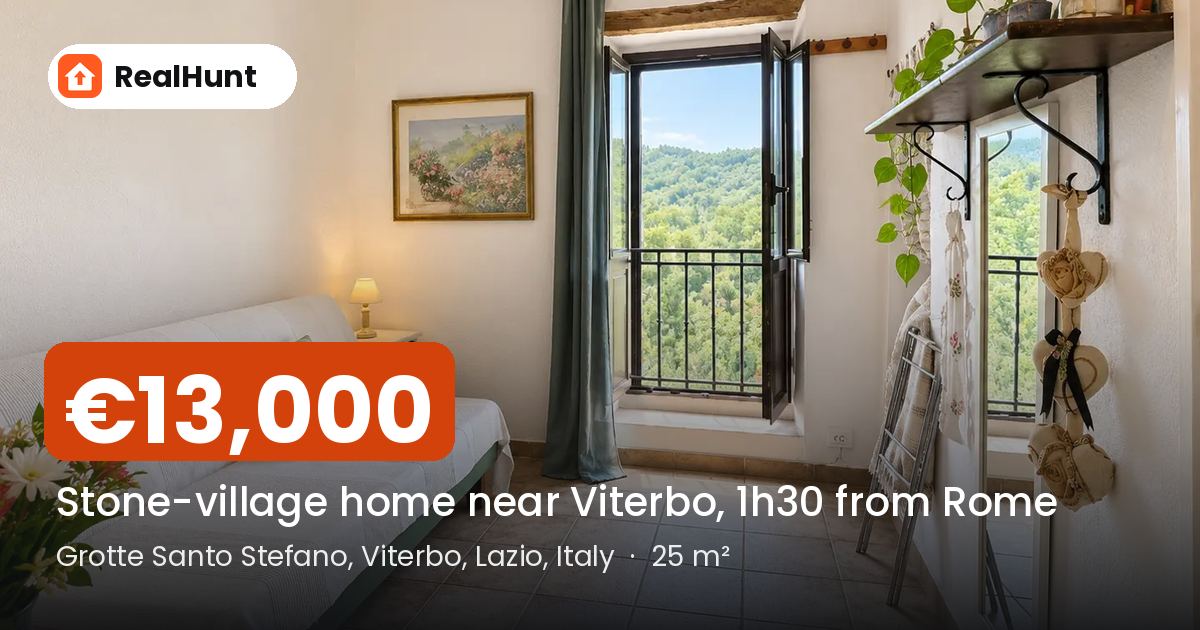 RealHunt
€13,000
Stone-village home near Viterbo, 1h30 from Rome
Grotte Santo Stefano, Viterbo, Lazio, Italy · 25 m²